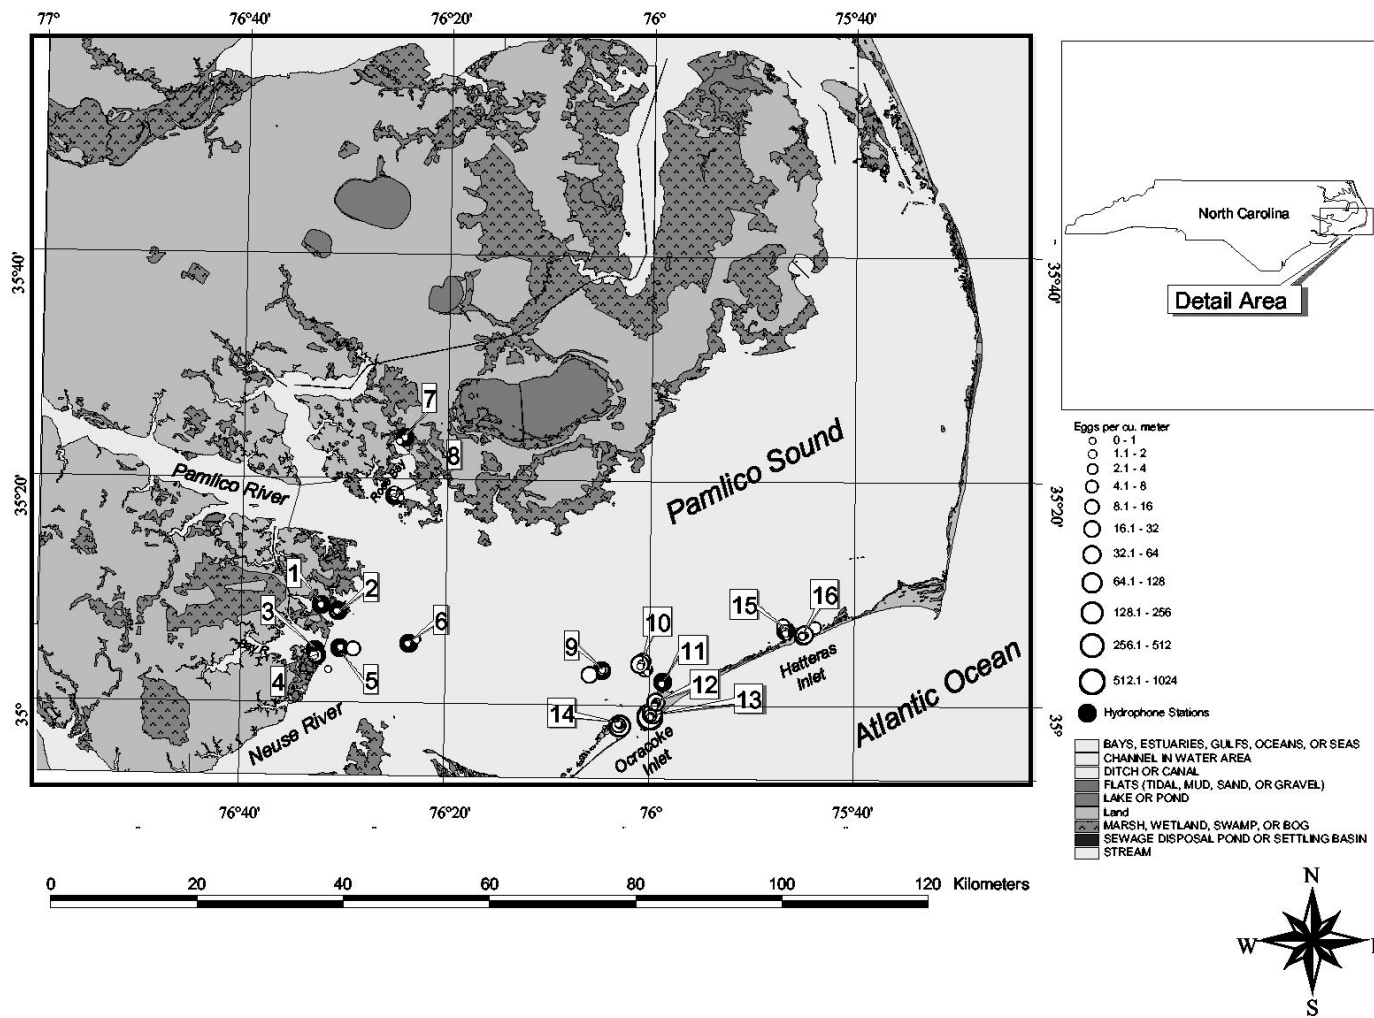 77°
76°40'
76°20'
76°
75°40'
35°40'
35°40'
North Carolina
Detail Area
7
8
Rose Bay
Pamlico River
Pamlico Sound
35°20'
35°20'
1
2
3
6
Bay R.
4
5
9
10
11
12
13
14
15
16
Hatteras
Inlet
Ocracoke
Inlet
Neuse River
Atlantic Ocean
35°
35°
76°40'
76°20'
76°
75°40'
Eggs per cu. meter
0 - 1
1.1 - 2
2.1 - 4
4.1 - 8
8.1 - 16
16.1 - 32
32.1 - 64
64.1 - 128
128.1 - 256
256.1 - 512
512.1 - 1024
Hydrophone Stations
BAYS, ESTUARIES, GULFS, OCEANS, OR SEAS
CHANNEL IN WATER AREA
DITCH OR CANAL
FLATS (TIDAL, MUD, SAND, OR GRAVEL)
LAKE OR POND
Land
MARSH, WETLAND, SWAMP, OR BOG
SEWAGE DISPOSAL POND OR SETTLING BASIN
STREAM
0 20 40 60 80 100 120 Kilometers
N
W
S